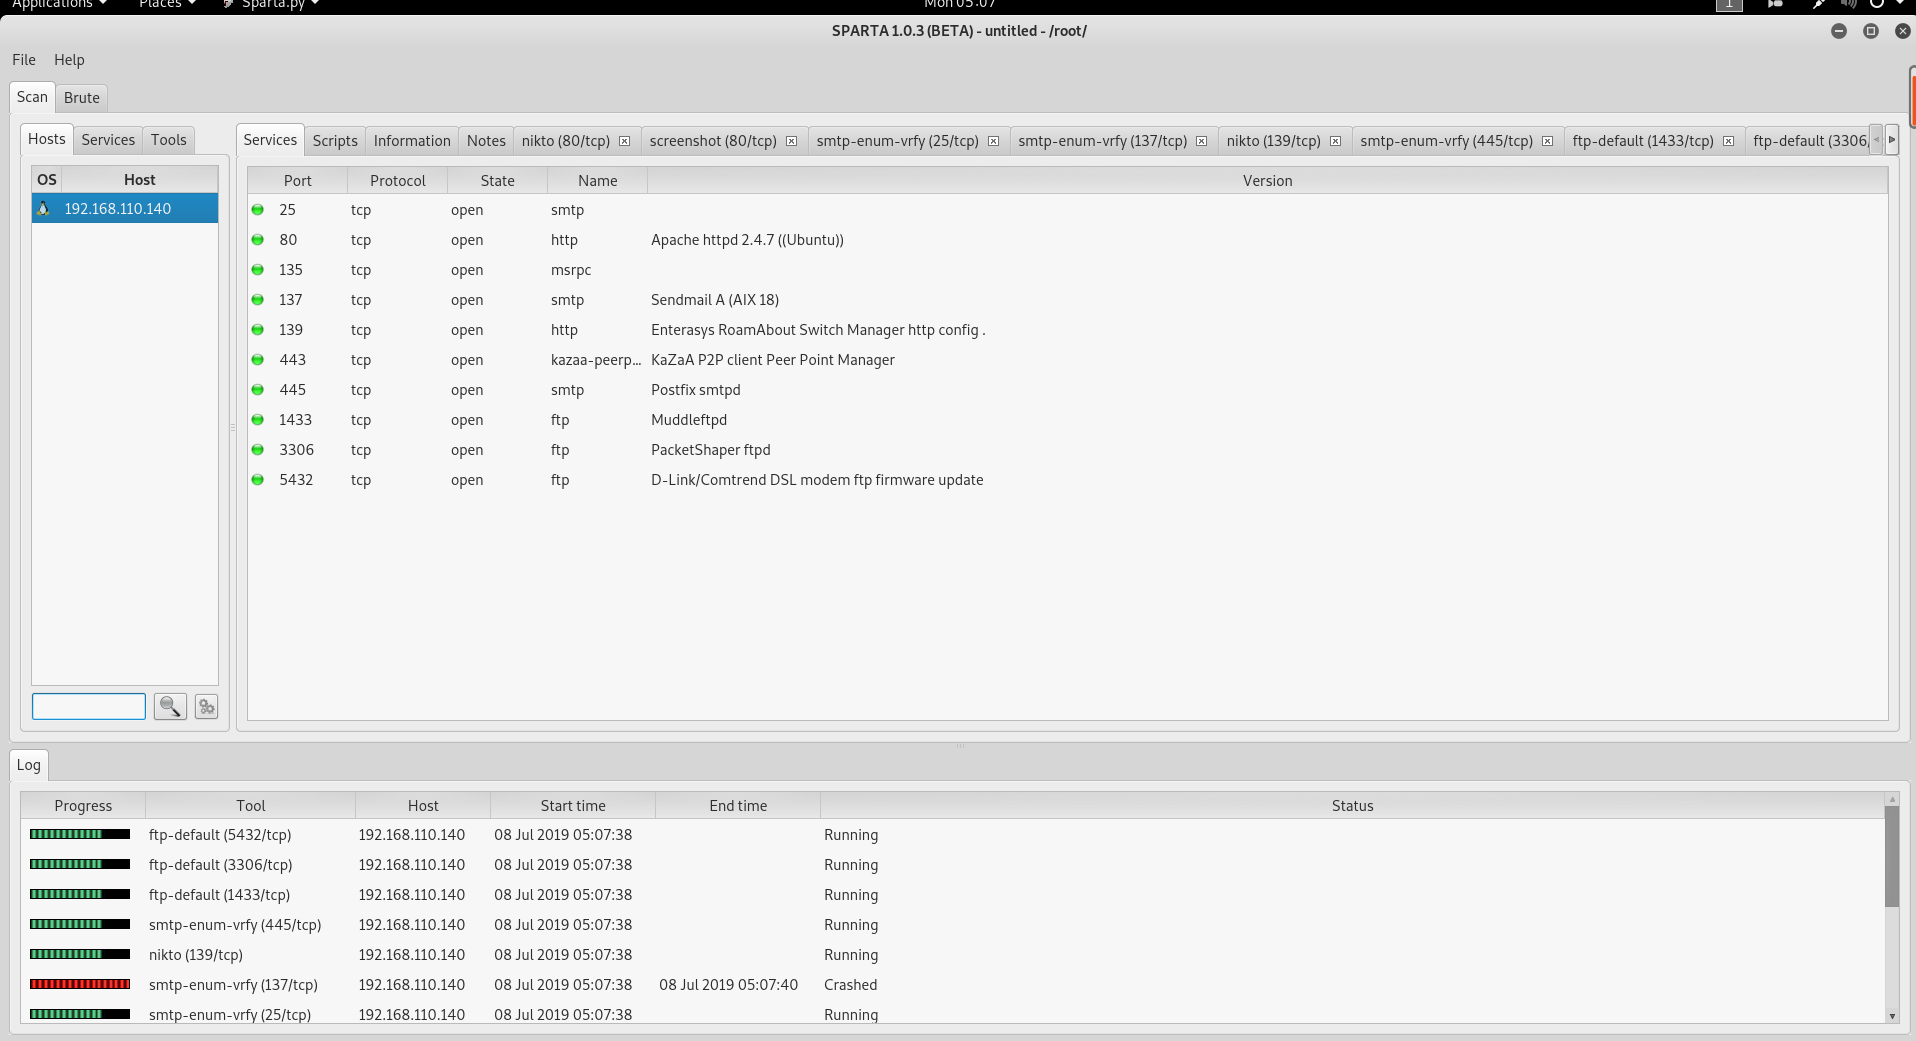 Applications Places Sparta.py Mon 05:07 1
SPARTA 1.0.3 (BETA) - untitled - /root/
File Help
Scan Brute
Hosts Services Tools
Services Scripts Information Notes nikto (80/tcp) screenshot (80/tcp) smtp-enum-vrfy (25/tcp) smtp-enum-vrfy (137/tcp) nikto (139/tcp) smtp-enum-vrfy (445/tcp) ftp-default (1433/tcp) ftp-default (3306/
OS Host
192.168.110.140
Port Protocol State Name Version
25 tcp open smtp
80 tcp open http Apache httpd 2.4.7 ((Ubuntu))
135 tcp open msrpc
137 tcp open smtp Sendmail A (AIX 18)
139 tcp open http Enterasys RoamAbout Switch Manager http config .
443 tcp open kazaa-peerp... KaZaA P2P client Peer Point Manager
445 tcp open smtp Postfix smtpd
1433 tcp open ftp Muddleftpd
3306 tcp open ftp PacketShaper ftpd
5432 tcp open ftp D-Link/Comtrend DSL modem ftp firmware update
Log
Progress Tool Host Start time End time Status
ftp-default (5432/tcp) 192.168.110.140 08 Jul 2019 05:07:38 Running
ftp-default (3306/tcp) 192.168.110.140 08 Jul 2019 05:07:38 Running
ftp-default (1433/tcp) 192.168.110.140 08 Jul 2019 05:07:38 Running
smtp-enum-vrfy (445/tcp) 192.168.110.140 08 Jul 2019 05:07:38 Running
nikto (139/tcp) 192.168.110.140 08 Jul 2019 05:07:38 Running
smtp-enum-vrfy (137/tcp) 192.168.110.140 08 Jul 2019 05:07:38 08 Jul 2019 05:07:40 Crashed
smtp-enum-vrfy (25/tcp) 192.168.110.140 08 Jul 2019 05:07:38 Running